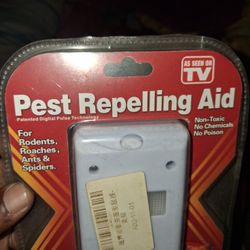 AS SEEN ON
TV
Pest Repelling Aid
Patented Digital Pulse Technology
Non-Toxic
No Chemicals
No Poison
For
Rodents,
Roaches,
Ants &
Spiders.